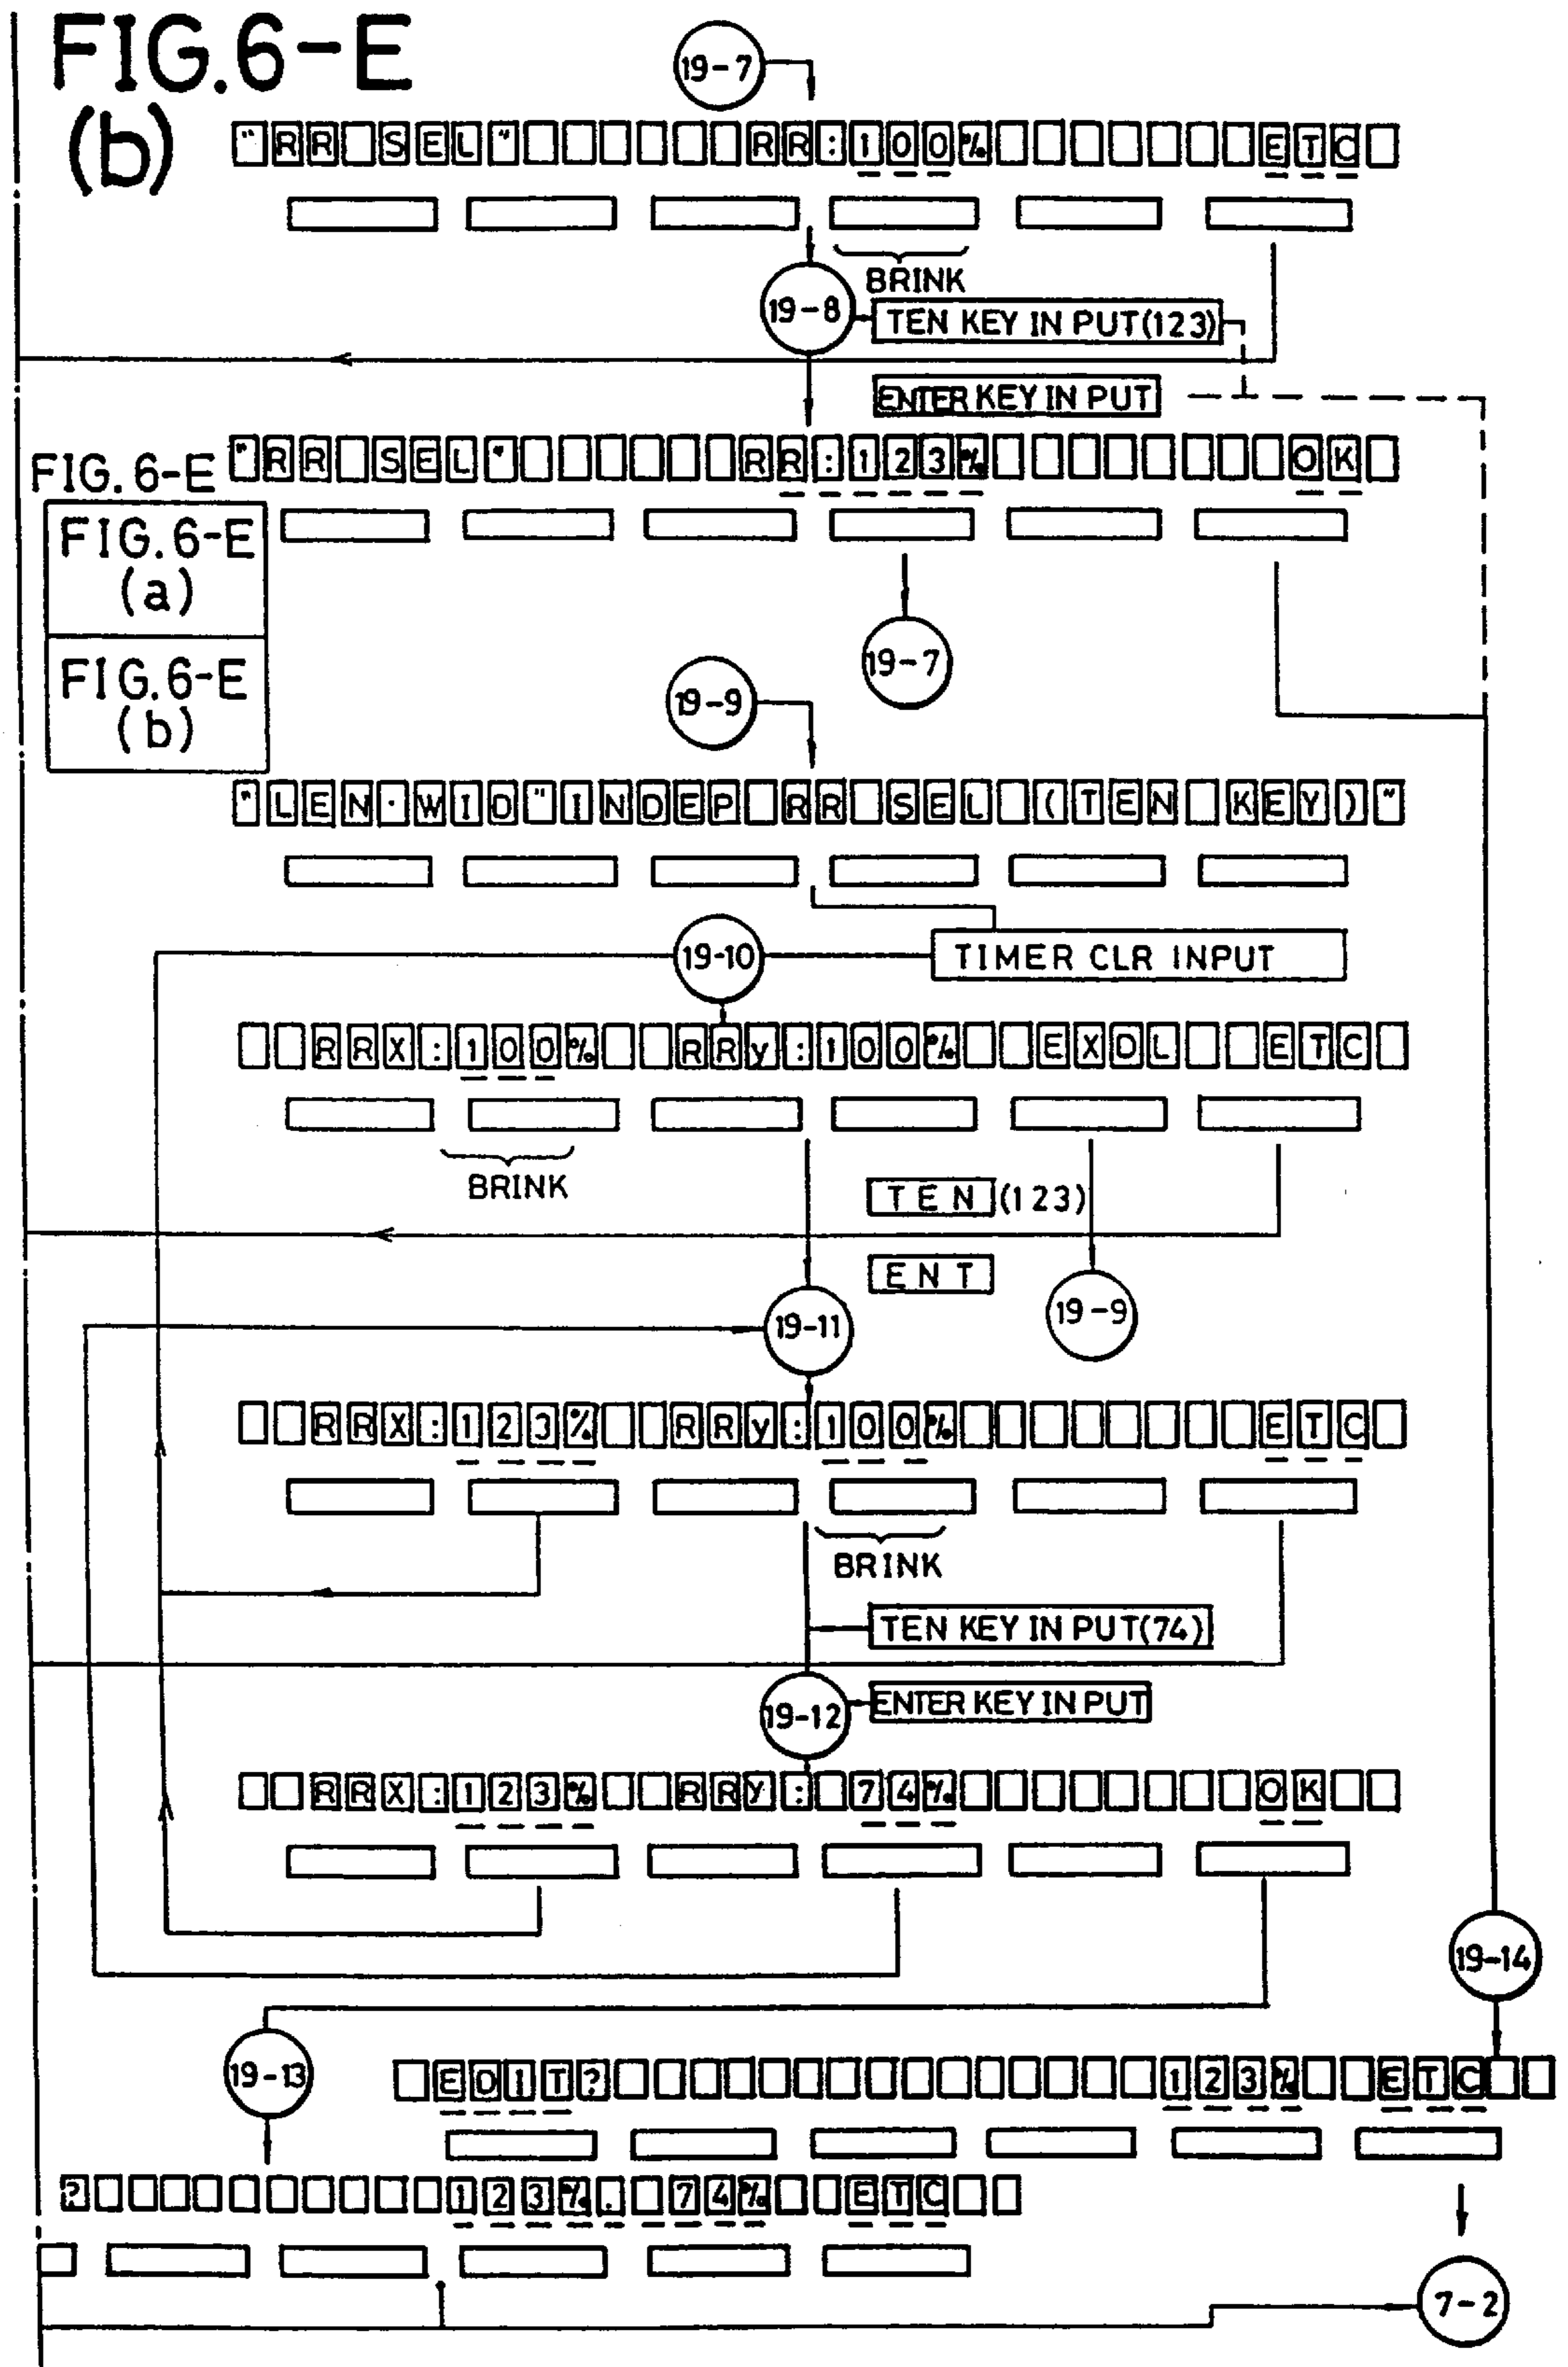 FIG.6-E
(b)
19-7
"RR SEL" RR:100% ETC
BRINK
19-8
TEN KEY IN PUT(123)
ENTER KEY IN PUT
"RR SEL" RR:123% OK
FIG.6-E
FIG.6-E
(a)
FIG.6-E
(b)
19-7
19-9
"LEN·WID"INDEP RR SEL (TEN KEY)"
TIMER CLR INPUT
19-10
RRX:100% RRy:100% EXDL ETC
BRINK
TEN (123)
ENT
19-11
19-9
RRX:123% RRy:100% ETC
BRINK
TEN KEY IN PUT(74)
19-12
ENTER KEY IN PUT
RRX:123% RRy: 74% OK
19-14
19-13
EDIT? 123% ETC
? 123%. 74% ETC
7-2